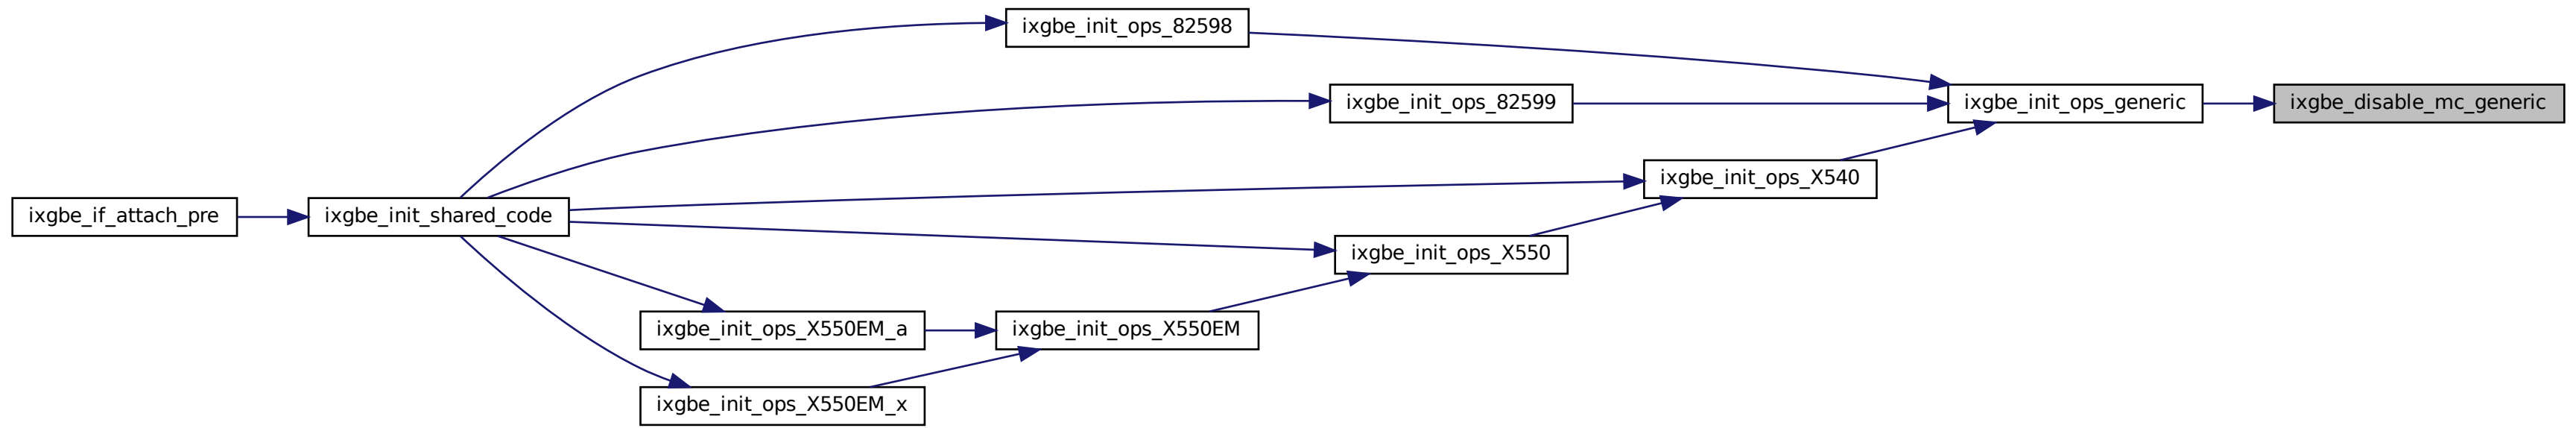 ixgbe_init_ops_82598
ixgbe_init_ops_82599
ixgbe_init_ops_generic
ixgbe_disable_mc_generic
ixgbe_init_ops_X540
ixgbe_if_attach_pre
ixgbe_init_shared_code
ixgbe_init_ops_X550
ixgbe_init_ops_X550EM_a
ixgbe_init_ops_X550EM
ixgbe_init_ops_X550EM_x